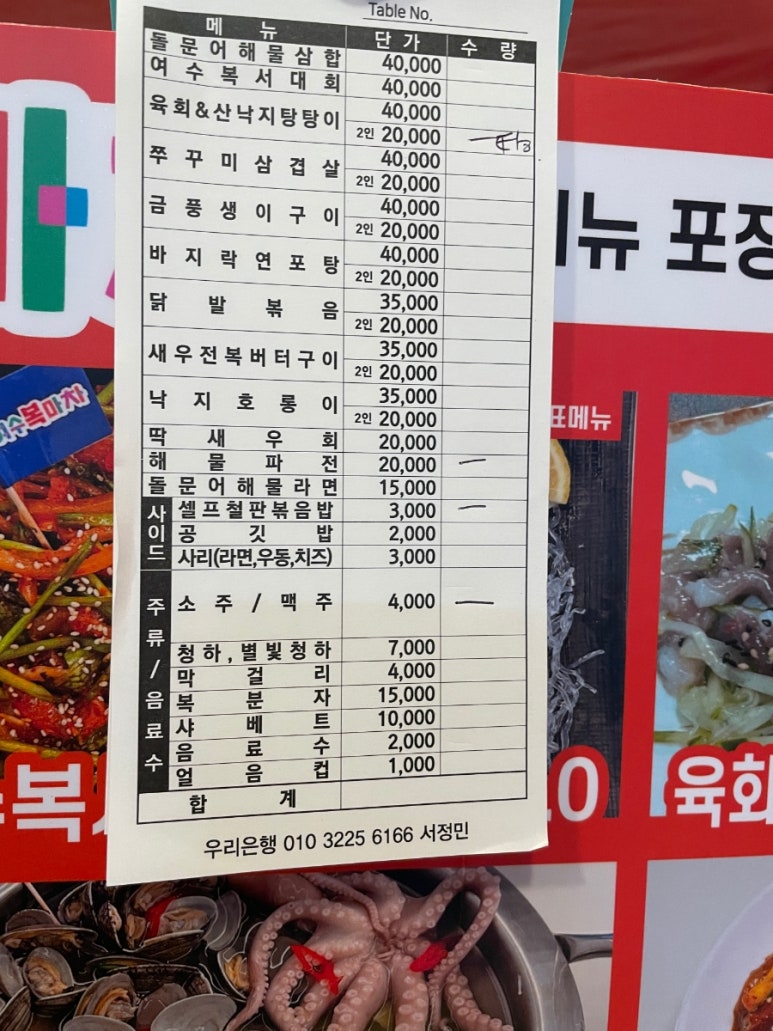 Table No.
메 뉴 단 가 수 량
돌문어해물삼합 40,000
여수복서대회 40,000
육회&산낙지탕탕이 40,000
2인 20,000
쭈꾸미삼겹살 40,000
2인 20,000
금풍생이구이 40,000
2인 20,000
바지락연포탕 40,000
2인 20,000
닭발볶음 35,000
2인 20,000
새우전복버터구이 35,000
2인 20,000
낙지호롱이 35,000
2인 20,000
딱새우회 20,000
해물파전 20,000
돌문어해물라면 15,000
사이드
셀프철판볶음밥 3,000
공깃밥 2,000
사리(라면,우동,치즈) 3,000
주류/음료수
소주/맥주 4,000
청하,별빛청하 7,000
막걸리 4,000
복분자 15,000
샤베트 10,000
음료수 2,000
얼음컵 1,000
합 계
우리은행 010 3225 6166 서정민
메뉴 포장
수복마차
표메뉴
복
0
육회